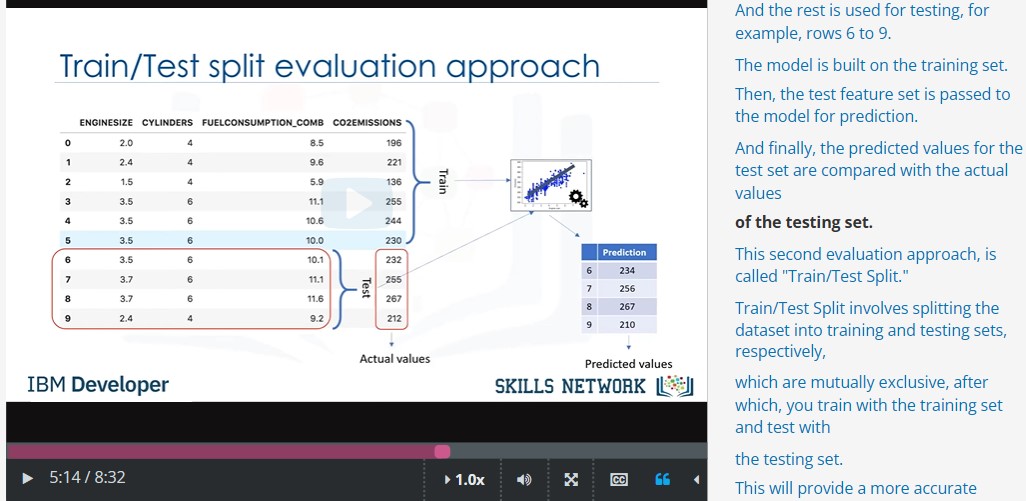 Train/Test split evaluation approach
ENGINESIZE CYLINDERS FUELCONSUMPTION_COMB CO2EMISSIONS
0 2.0 4 8.5 196
1 2.4 4 9.6 221
2 1.5 4 5.9 136
3 3.5 6 11.1 255
4 3.5 6 10.6 244
5 3.5 6 10.0 230
6 3.5 6 10.1 232
7 3.7 6 11.1 255
8 3.7 6 11.6 267
9 2.4 4 9.2 212
Train
Test
Actual values
Prediction
6 234
7 256
8 267
9 210
Predicted values
IBM Developer
SKILLS NETWORK
5:14 / 8:32
1.0x
CC
And the rest is used for testing, for
example, rows 6 to 9.
The model is built on the training set.
Then, the test feature set is passed to
the model for prediction.
And finally, the predicted values for the
test set are compared with the actual
values
of the testing set.
This second evaluation approach, is
called "Train/Test Split."
Train/Test Split involves splitting the
dataset into training and testing sets,
respectively,
which are mutually exclusive, after
which, you train with the training set
and test with
the testing set.
This will provide a more accurate